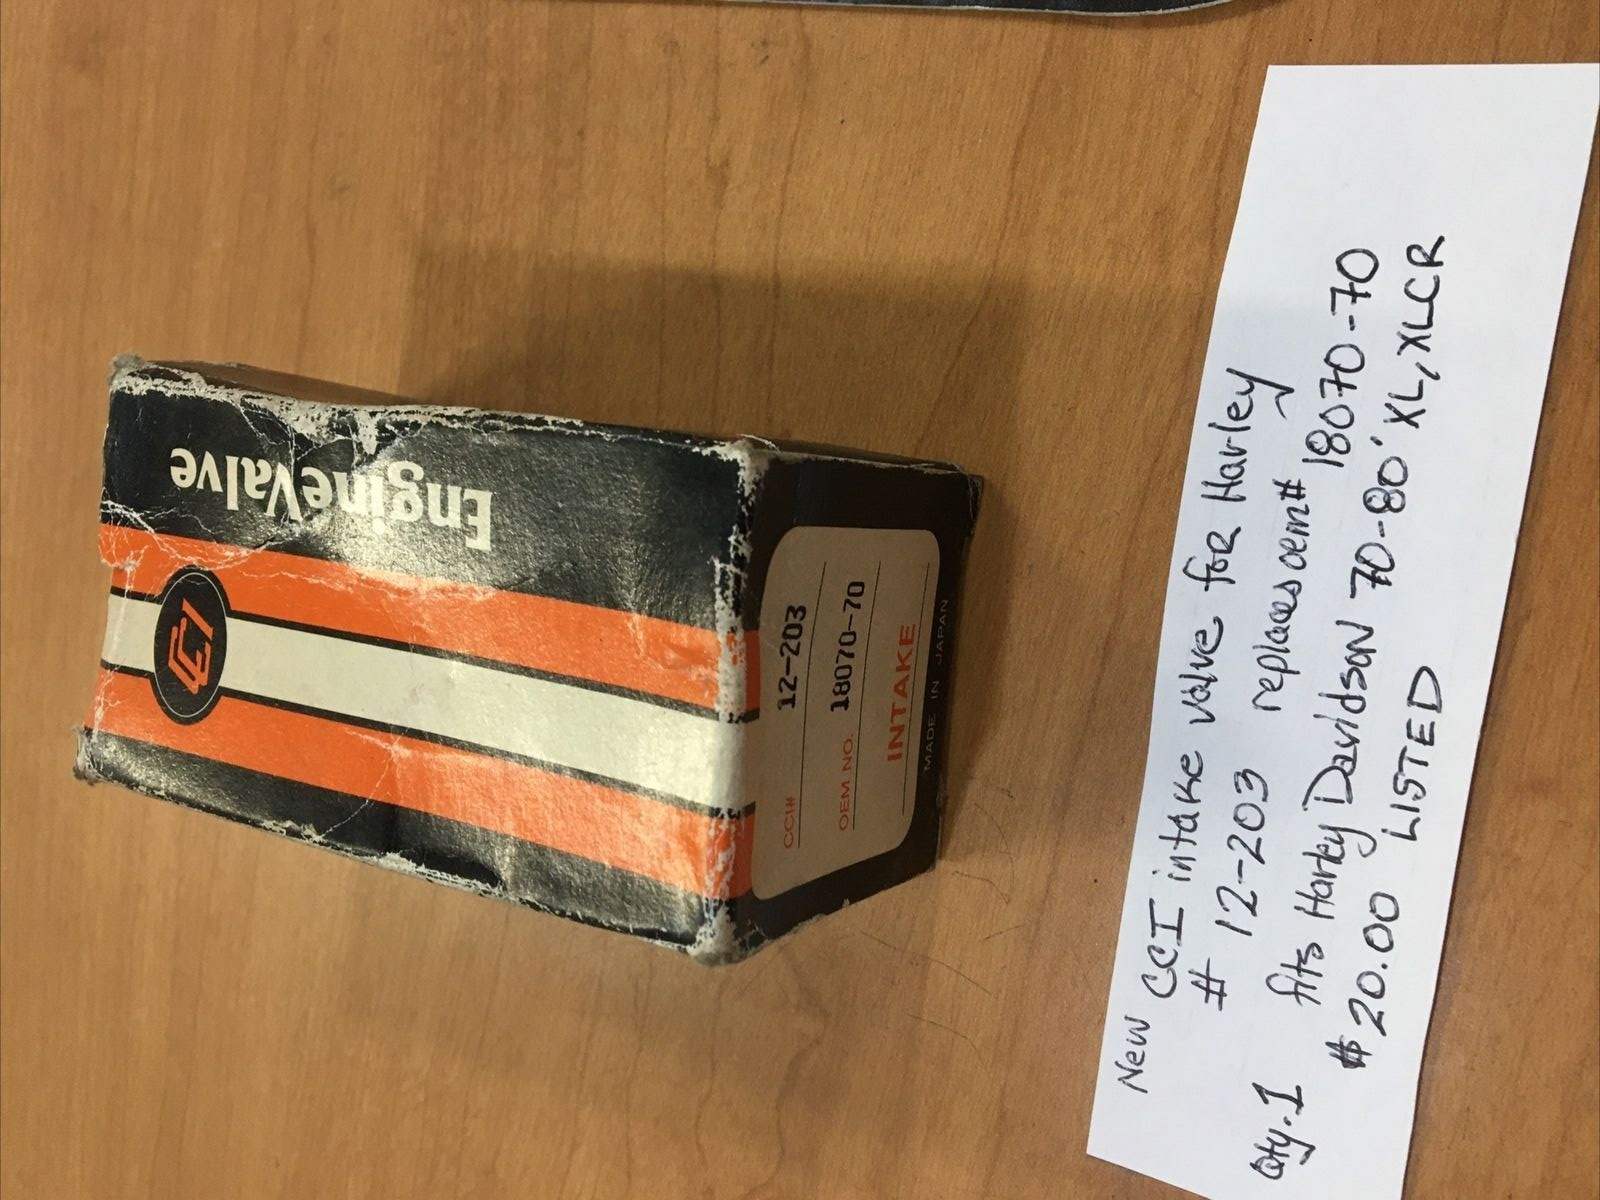 EngineValve
CCI
CCI# 12-203
OEM NO. 18070-70
INTAKE
MADE IN JAPAN
New CCI intake valve for Harley
# 12-203 replaces oem# 18070-70
Qty.1 fits Harley Davidson 70-80' XL, XLCR
$20.00 LISTED